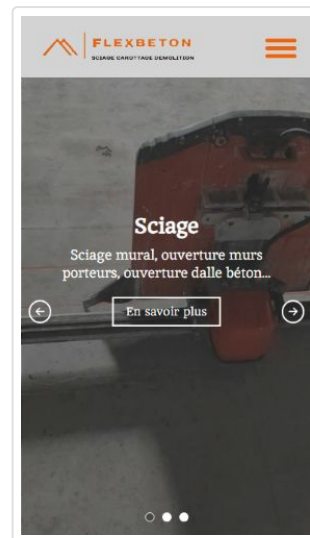 FLEXBETON
SCIAGE CAROTTAGE DEMOLITION
Sciage
Sciage mural, ouverture murs
porteurs, ouverture dalle béton...
En savoir plus